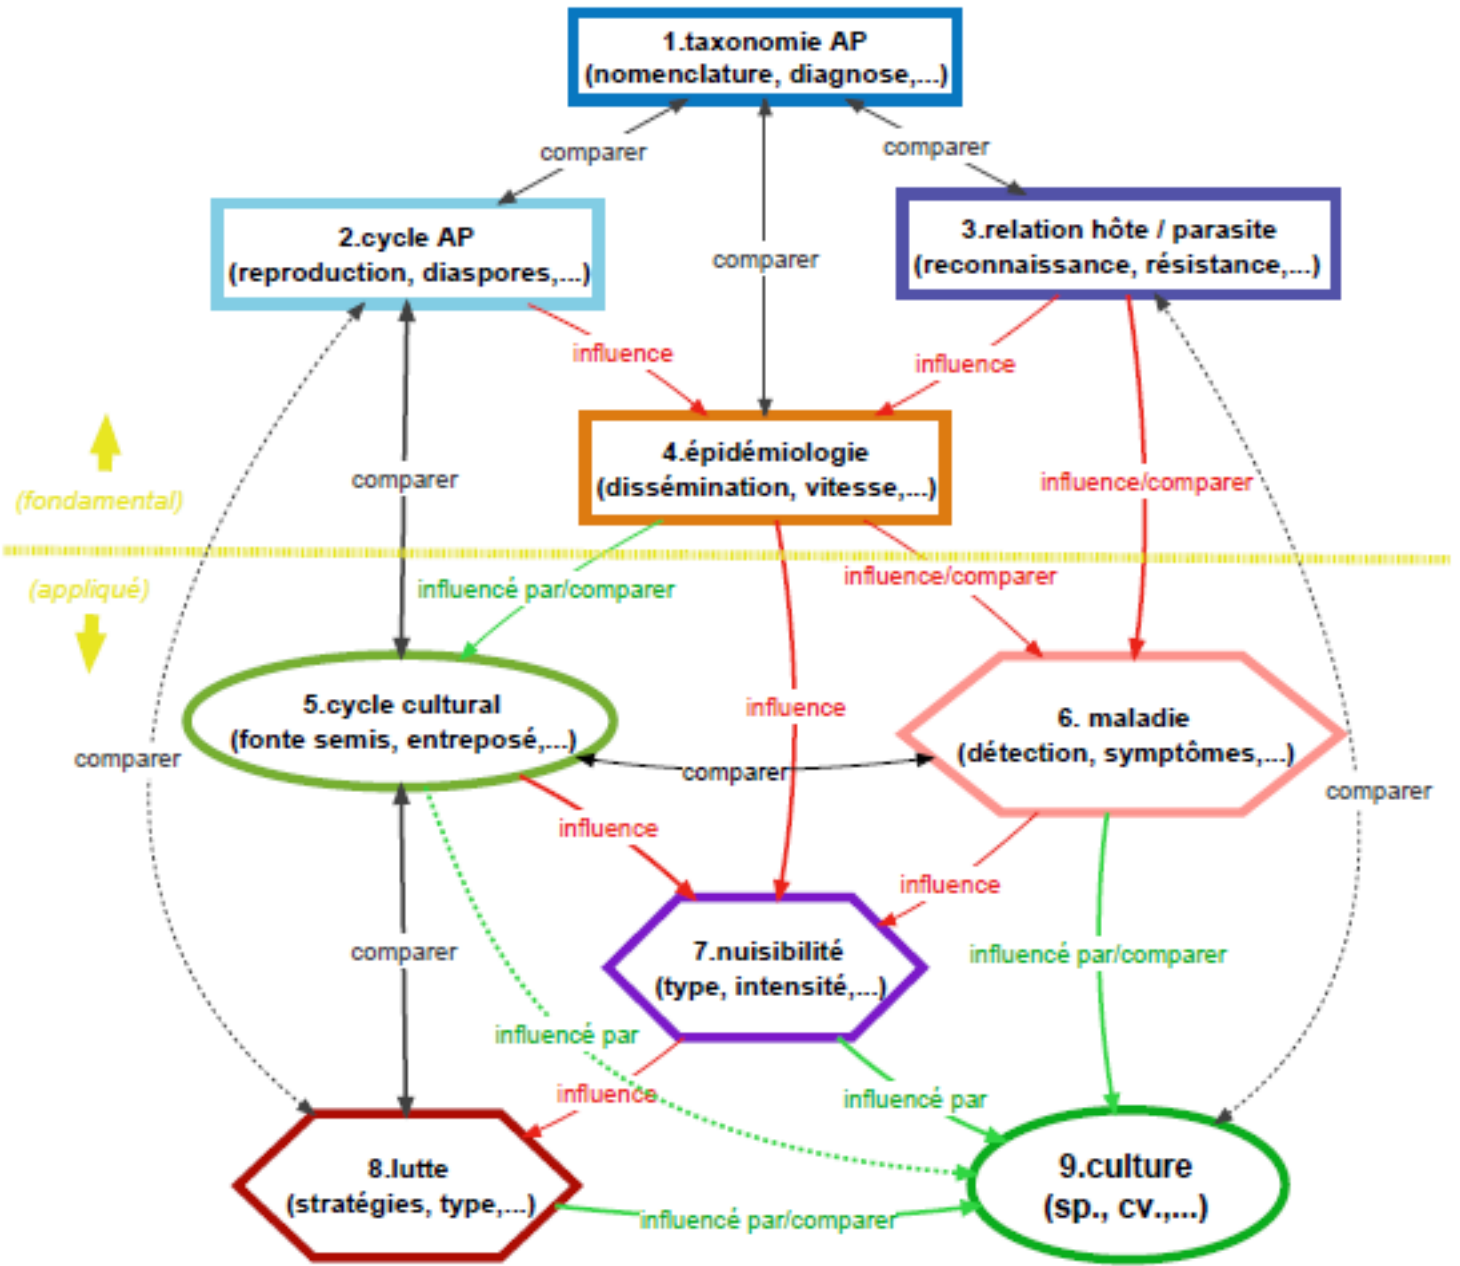 1.taxonomie AP
(nomenclature, diagnose,...)
comparer
comparer
2.cycle AP
(reproduction, diaspores,...)
3.relation hôte / parasite
(reconnaissance, résistance,...)
comparer
influence
influence
4.épidémiologie
(dissémination, vitesse,...)
comparer
influence/comparer
(fondamental)
(appliqué)
influencé par/comparer
influence/comparer
5.cycle cultural
(fonte semis, entreposé,...)
influence
6. maladie
(détection, symptômes,...)
comparer
comparer
comparer
influence
influence
7.nuisibilité
(type, intensité,...)
comparer
influencé par/comparer
influencé par
influence
influencé par
8.lutte
(stratégies, type,...)
9.culture
(sp., cv.,...)
influencé par/comparer